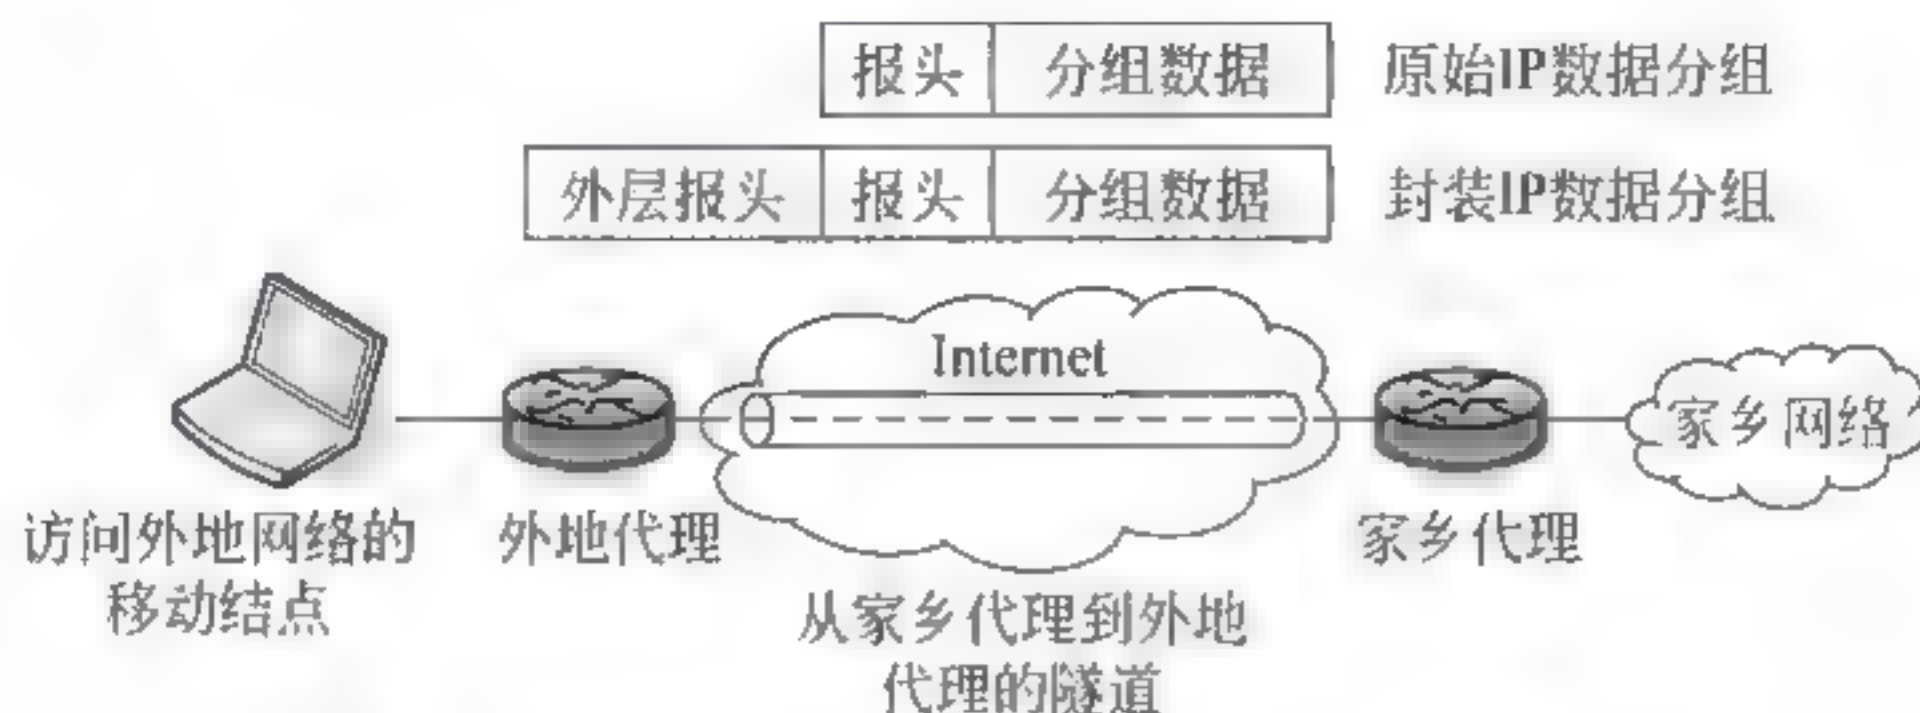 报头 分组数据 原始IP数据分组
外层报头 报头 分组数据 封装IP数据分组
Internet
家乡网络
访问外地网络的
移动结点
外地代理
家乡代理
从家乡代理到外地
代理的隧道